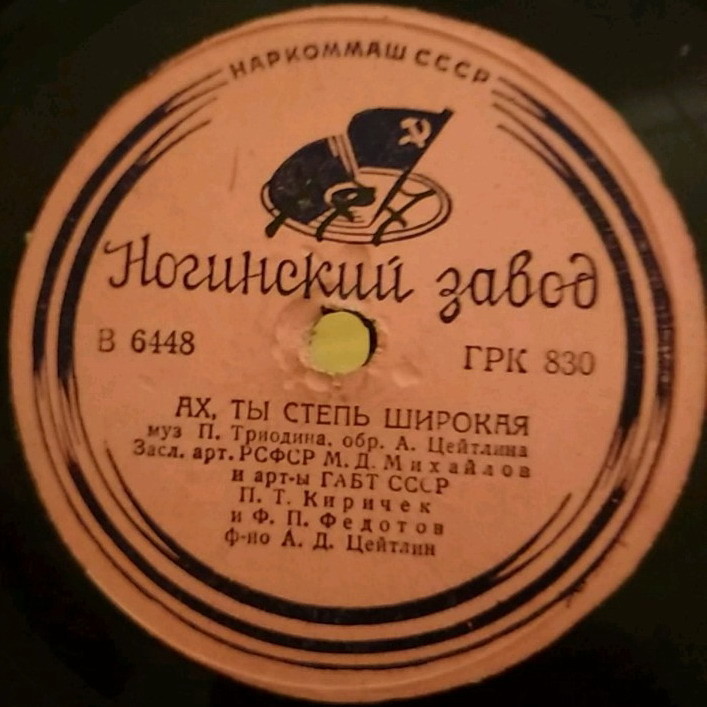 НАРКОММАШ СССР
Ногинский завод
В 6448
ГРК 830
АХ, ТЫ СТЕПЬ ШИРОКАЯ
муз П. Триодина, обр. А. Цейтлина
Засл. арт. РСФСР М. Д. Михайлов
и арт-ы ГАБТ СССР
П. Т. Киричек
и Ф. П. Федотов
ф-по А. Д. Цейтлин